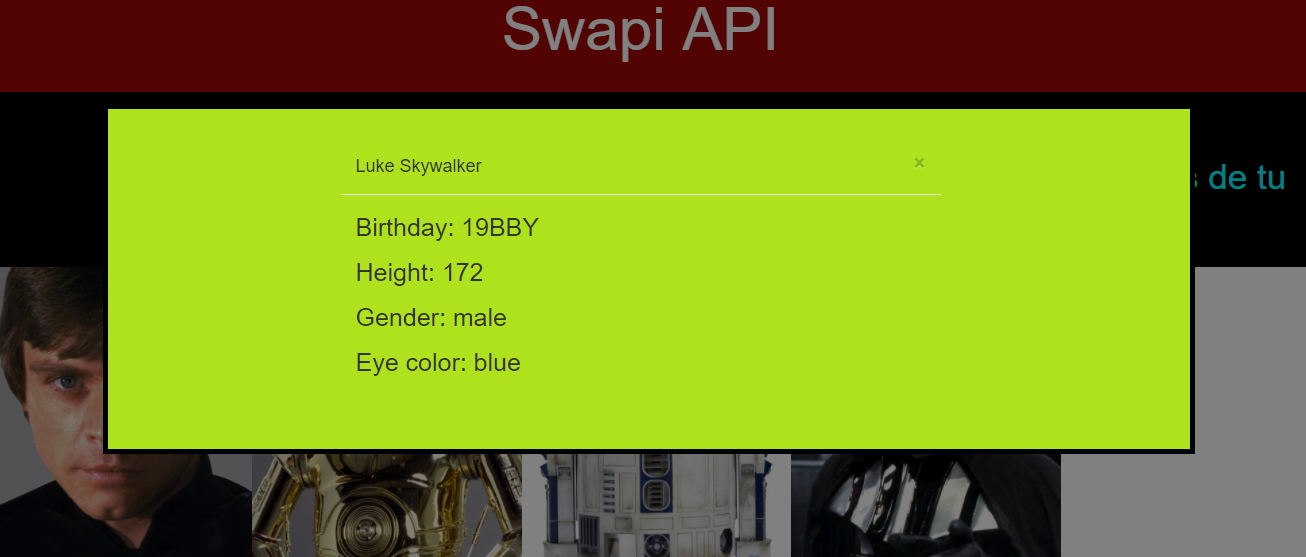 Swapi API
Luke Skywalker ×
de tu
Birthday: 19BBY
Height: 172
Gender: male
Eye color: blue